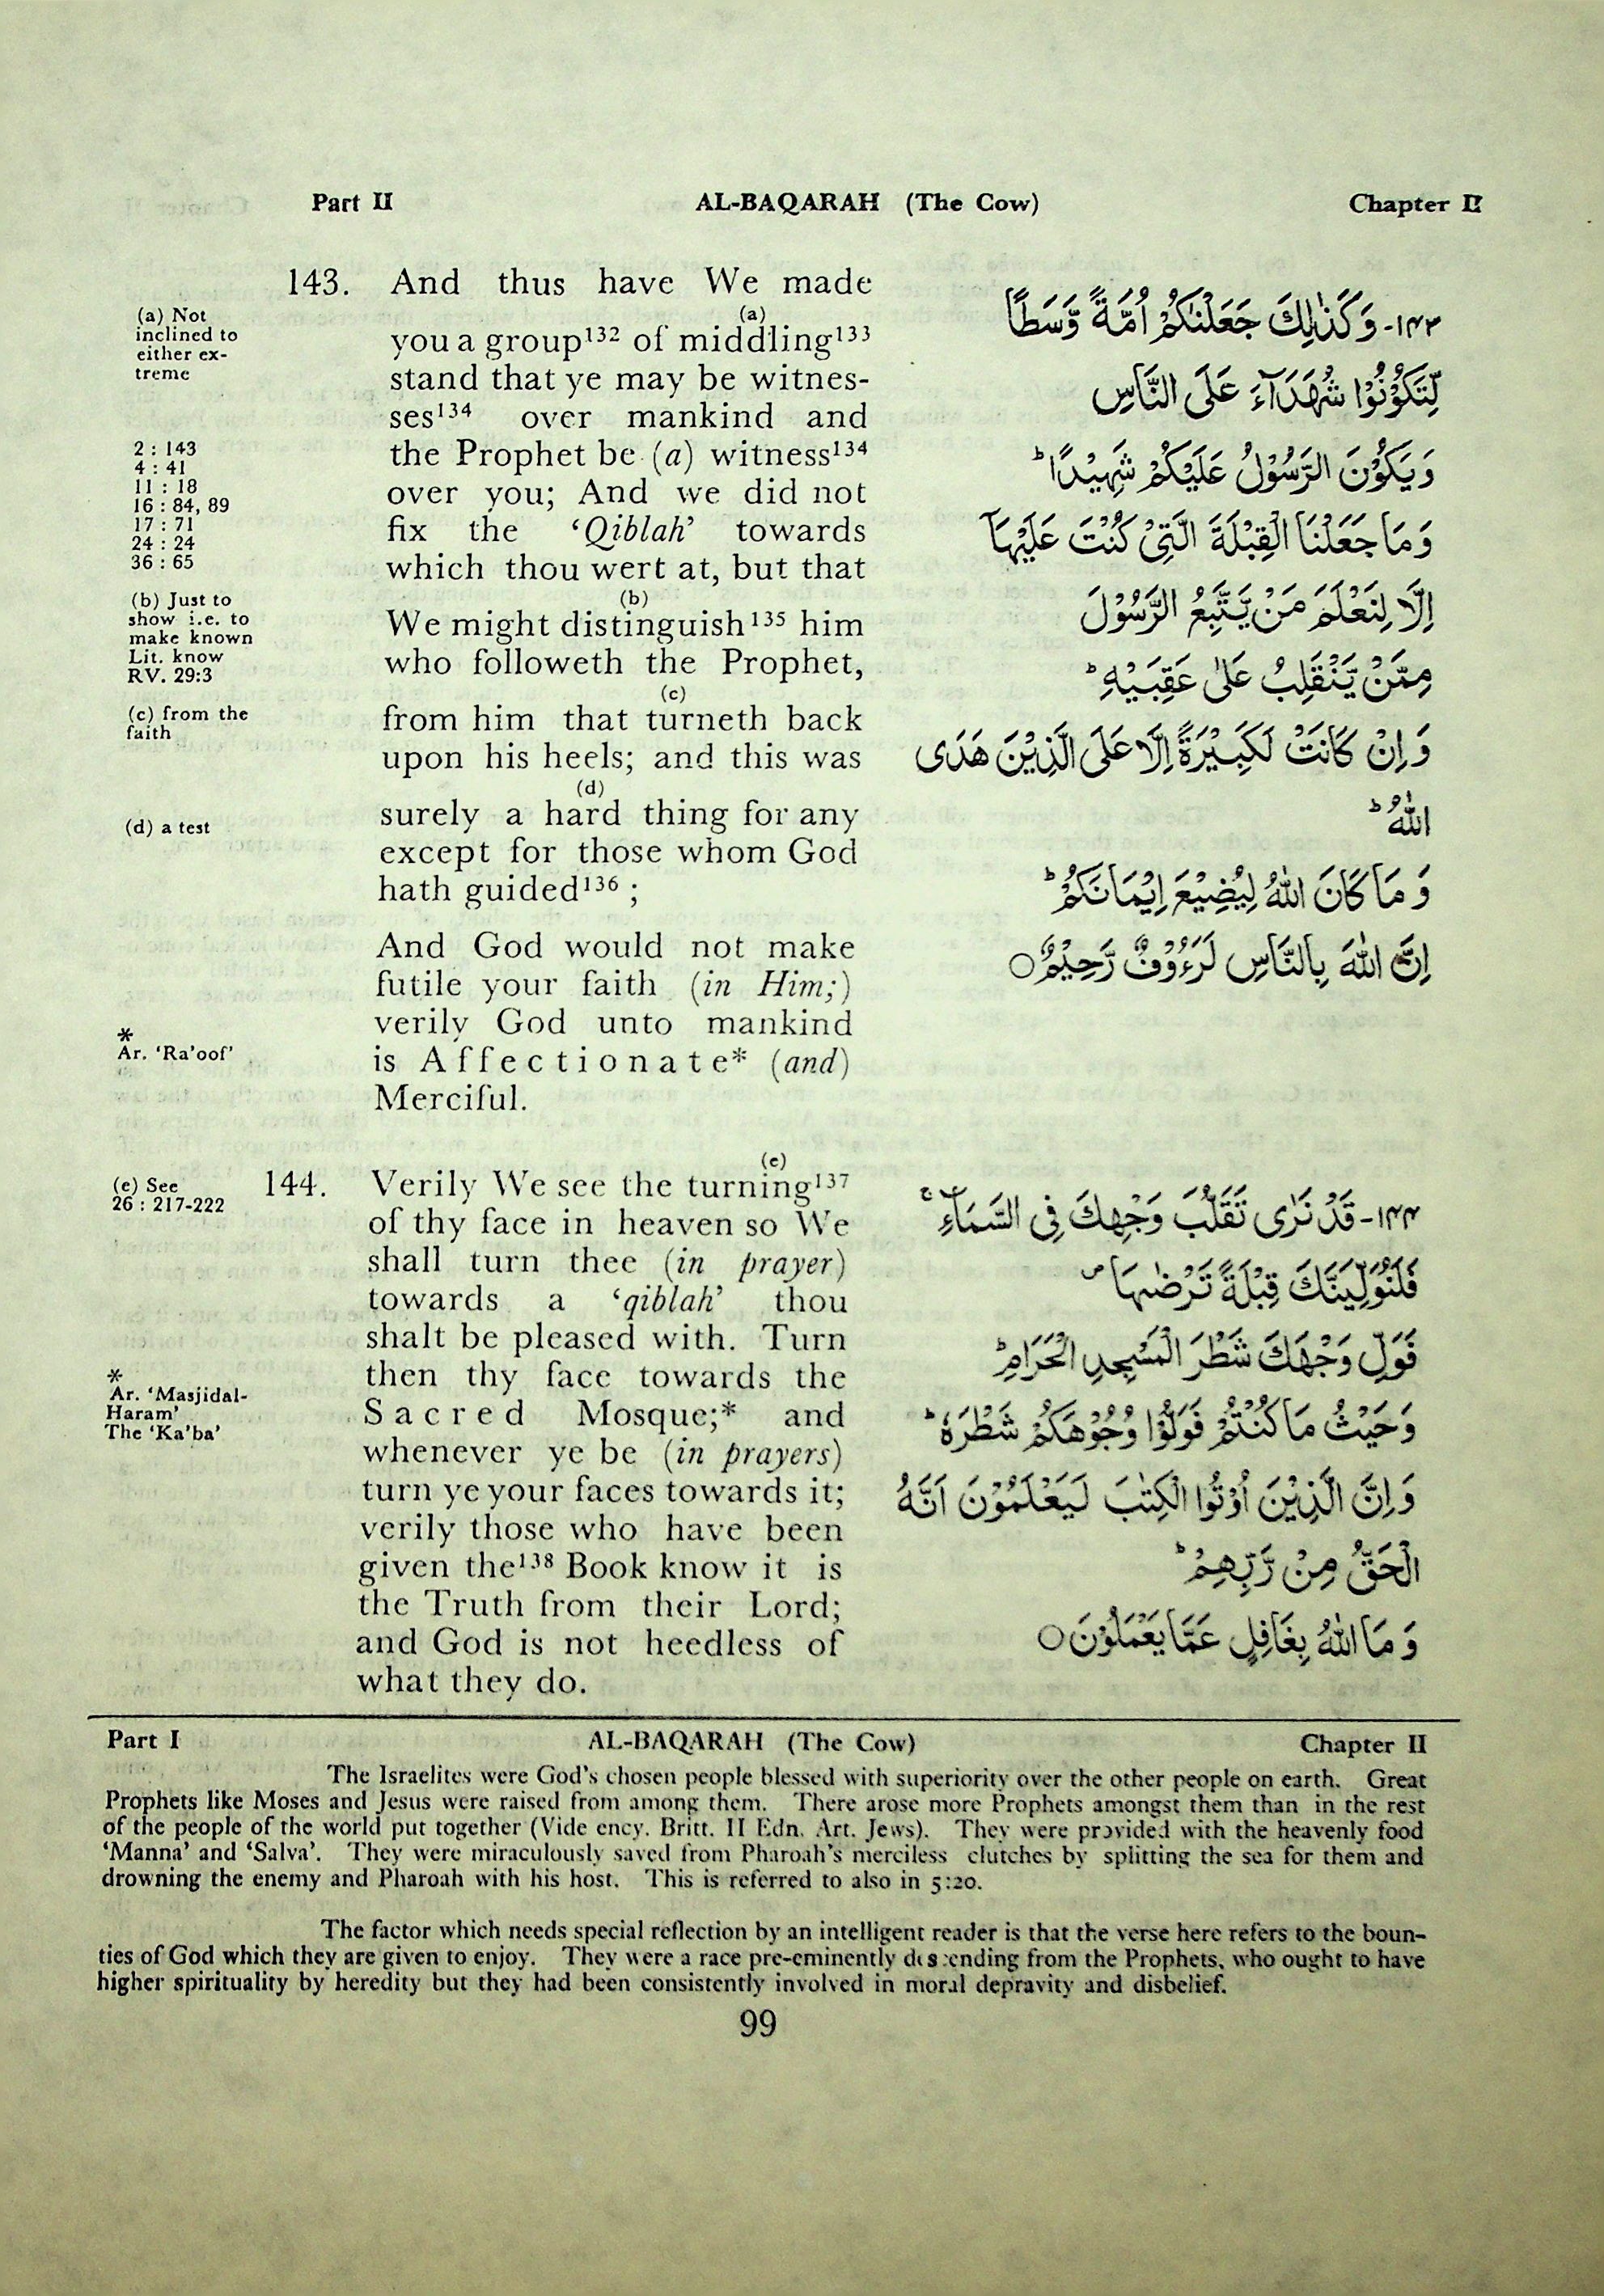 Part II AL-BAQARAH (The Cow) Chapter II
143. And thus have We made
(a)
you a group¹³² of middling¹³³
stand that ye may be witnes-
ses¹³⁴ over mankind and
the Prophet be (a) witness¹³⁴
over you; And we did not
fix the ‘Qiblah’ towards
which thou wert at, but that
(b)
We might distinguish¹³⁵ him
who followeth the Prophet,
(c)
from him that turneth back
upon his heels; and this was
(d)
surely a hard thing for any
except for those whom God
hath guided¹³⁶ ;
And God would not make
futile your faith (in Him;)
verily God unto mankind
is Affectionate* (and)
Merciful.
(a) Not
inclined to
either ex-
treme
2 : 143
4 : 41
11 : 18
16 : 84, 89
17 : 71
24 : 24
36 : 65
(b) Just to
show i.e. to
make known
Lit. know
RV. 29:3
(c) from the
faith
(d) a test
*
Ar. ‘Ra’oof’
۱۴۳- وَكَذٰلِكَ جَعَلْنٰكُمْ اُمَّةً وَّسَطًا
لِّتَكُوْنُوْا شُهَدَآءَ عَلَى النَّاسِ
وَيَكُوْنَ الرَّسُوْلُ عَلَيْكُمْ شَهِيْدًا ؕ
وَمَا جَعَلْنَا الْقِبْلَةَ الَّتِىْ كُنْتَ عَلَيْهَآ
اِلَّا لِنَعْلَمَ مَنْ يَّتَّبِعُ الرَّسُوْلَ
مِمَّنْ يَّنْقَلِبُ عَلٰى عَقِبَيْهِ ؕ
وَاِنْ كَانَتْ لَكَبِيْرَةً اِلَّا عَلَى الَّذِيْنَ هَدَى
اللّٰهُ ؕ
وَمَا كَانَ اللّٰهُ لِيُضِيْعَ اِيْمَانَكُمْ ؕ
اِنَّ اللّٰهَ بِالنَّاسِ لَرَءُوْفٌ رَّحِيْمٌ ○
(e)
144. Verily We see the turning¹³⁷
of thy face in heaven so We
shall turn thee (in prayer)
towards a ‘qiblah’ thou
shalt be pleased with. Turn
then thy face towards the
Sacred Mosque;* and
whenever ye be (in prayers)
turn ye your faces towards it;
verily those who have been
given the¹³⁸ Book know it is
the Truth from their Lord;
and God is not heedless of
what they do.
(e) See
26 : 217-222
*
Ar. ‘Masjidal-
Haram’
The ‘Ka’ba’
۱۴۴- قَدْ نَرٰى تَقَلُّبَ وَجْهِكَ فِى السَّمَآءِ ۚ
فَلَنُوَلِّيَنَّكَ قِبْلَةً تَرْضٰىهَا ۪
فَوَلِّ وَجْهَكَ شَطْرَ الْمَسْجِدِ الْحَرَامِ ؕ
وَحَيْثُ مَا كُنْتُمْ فَوَلُّوْا وُجُوْهَكُمْ شَطْرَهٗ ؕ
وَاِنَّ الَّذِيْنَ اُوْتُوا الْكِتٰبَ لَيَعْلَمُوْنَ اَنَّهُ
الْحَقُّ مِنْ رَّبِّهِمْ ؕ
وَمَا اللّٰهُ بِغَافِلٍ عَمَّا يَعْمَلُوْنَ ○
Part I AL-BAQARAH (The Cow) Chapter II
The Israelites were God’s chosen people blessed with superiority over the other people on earth. Great
Prophets like Moses and Jesus were raised from among them. There arose more Prophets amongst them than in the rest
of the people of the world put together (Vide ency. Britt. II Edn. Art. Jews). They were provided with the heavenly food
‘Manna’ and ‘Salva’. They were miraculously saved from Pharoah’s merciless clutches by splitting the sea for them and
drowning the enemy and Pharoah with his host. This is referred to also in 5:20.
The factor which needs special reflection by an intelligent reader is that the verse here refers to the boun-
ties of God which they are given to enjoy. They were a race pre-eminently descending from the Prophets, who ought to have
higher spirituality by heredity but they had been consistently involved in moral depravity and disbelief.
99